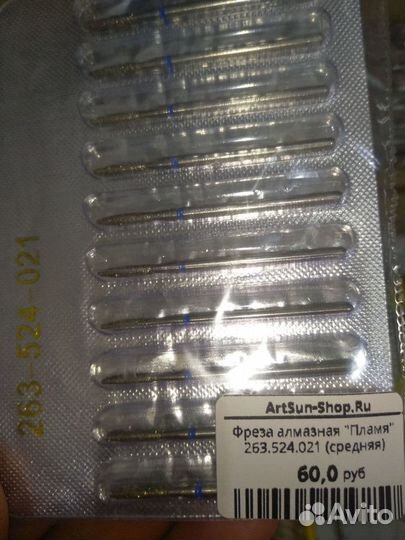 263-524-021
ArtSun-Shop.Ru
Фреза алмазная "Пламя"
263.524.021 (средняя)
60,0 руб
Avito